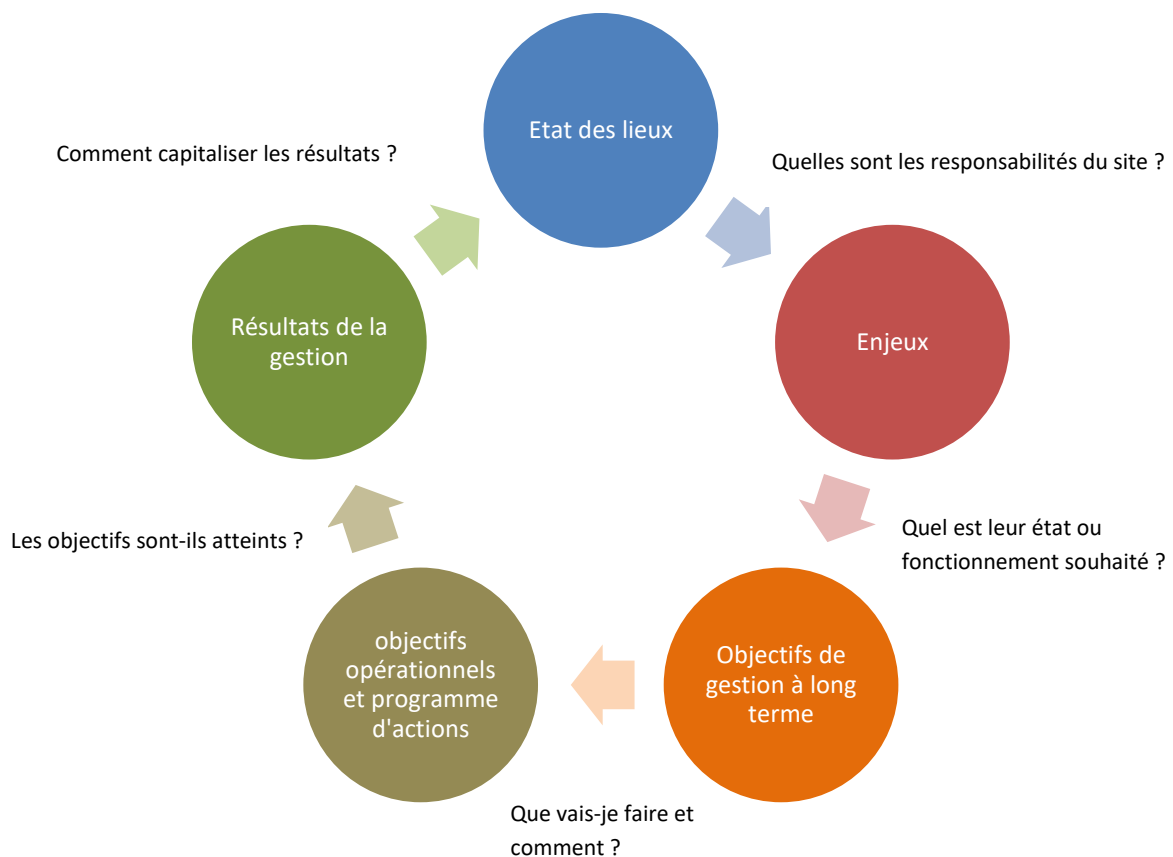 Etat des lieux
Quelles sont les responsabilités du site ?
Enjeux
Quel est leur état ou
fonctionnement souhaité ?
Objectifs de
gestion à long
terme
Que vais-je faire et
comment ?
objectifs
opérationnels
et programme
d'actions
Les objectifs sont-ils atteints ?
Résultats de la
gestion
Comment capitaliser les résultats ?